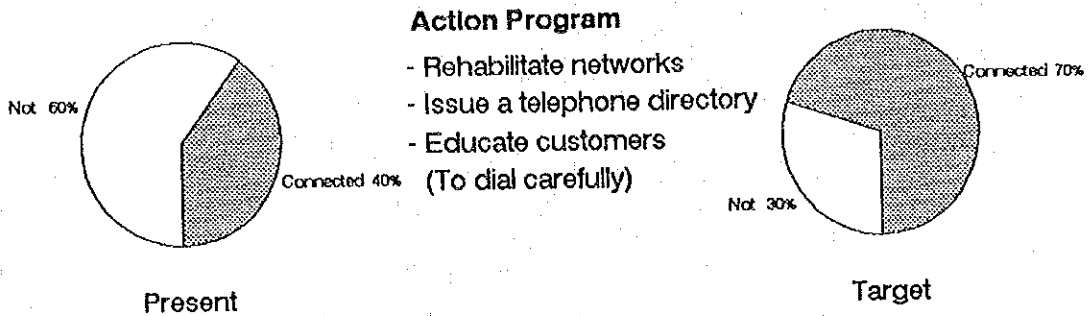 Action Program
- Rehabilitate networks
- Issue a telephone directory
- Educate customers
(To dial carefully)
Not 60%
Connected 40%
Present
Connected 70%
Not 30%
Target